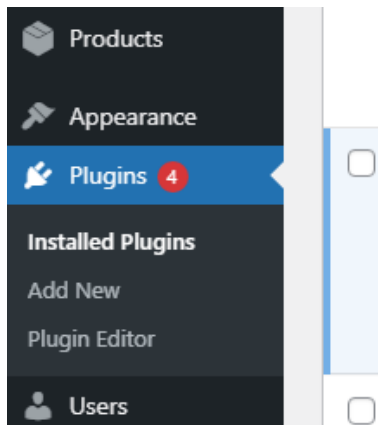 Products
Appearance
Plugins 4
Installed Plugins
Add New
Plugin Editor
Users